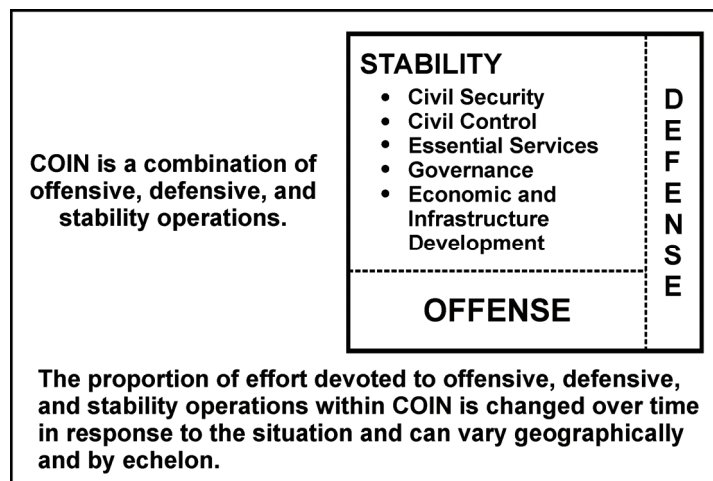 COIN is a combination of
offensive, defensive, and
stability operations.
STABILITY
• Civil Security
• Civil Control
• Essential Services
• Governance
• Economic and
Infrastructure
Development
DEFENSE
OFFENSE
The proportion of effort devoted to offensive, defensive,
and stability operations within COIN is changed over time
in response to the situation and can vary geographically
and by echelon.